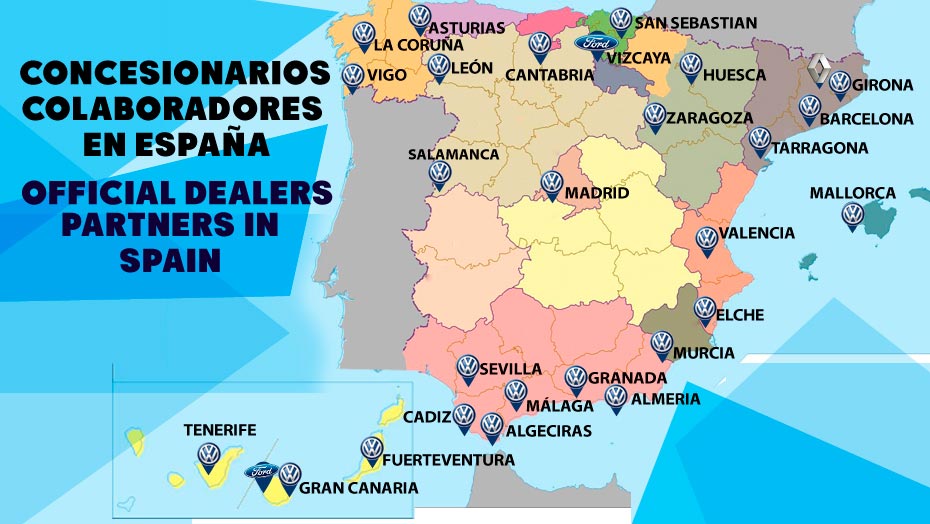 CONCESIONARIOS
COLABORADORES
EN ESPAÑA
OFFICIAL DEALERS
PARTNERS IN
SPAIN
ASTURIAS
SAN SEBASTIAN
LA CORUÑA
Ford
VIZCAYA
VIGO
LEÓN
CANTABRIA
HUESCA
GIRONA
ZARAGOZA
BARCELONA
TARRAGONA
SALAMANCA
MADRID
MALLORCA
VALENCIA
ELCHE
MURCIA
SEVILLA
GRANADA
MÁLAGA
ALMERIA
CADIZ
ALGECIRAS
TENERIFE
FUERTEVENTURA
Ford
GRAN CANARIA